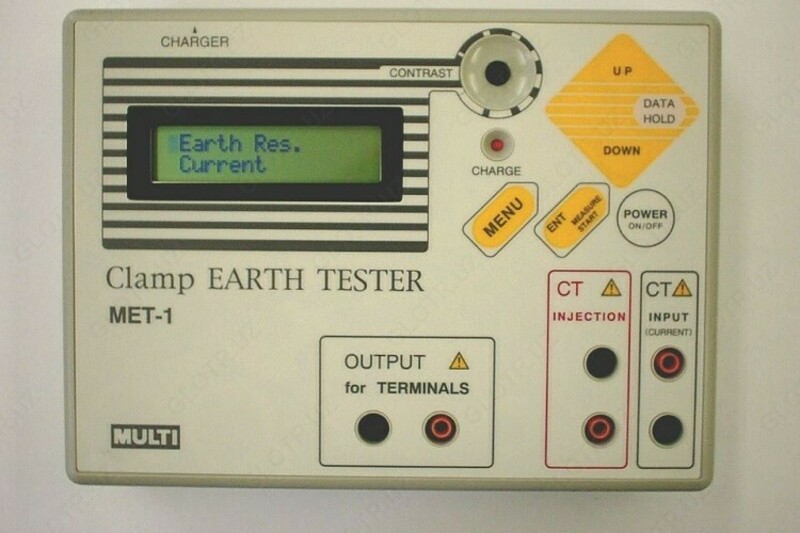 CHARGER
CONTRAST
UP
DATA
HOLD
DOWN
Earth Res.
Current
CHARGE
MENU
ENT MEASURE
START
POWER
ON/OFF
Clamp EARTH TESTER
MET-1
CT
INJECTION
CT
INPUT
(CURRENT)
OUTPUT
for TERMINALS
MULTI